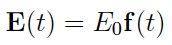 𝐄(t) = E₀𝐟(t)